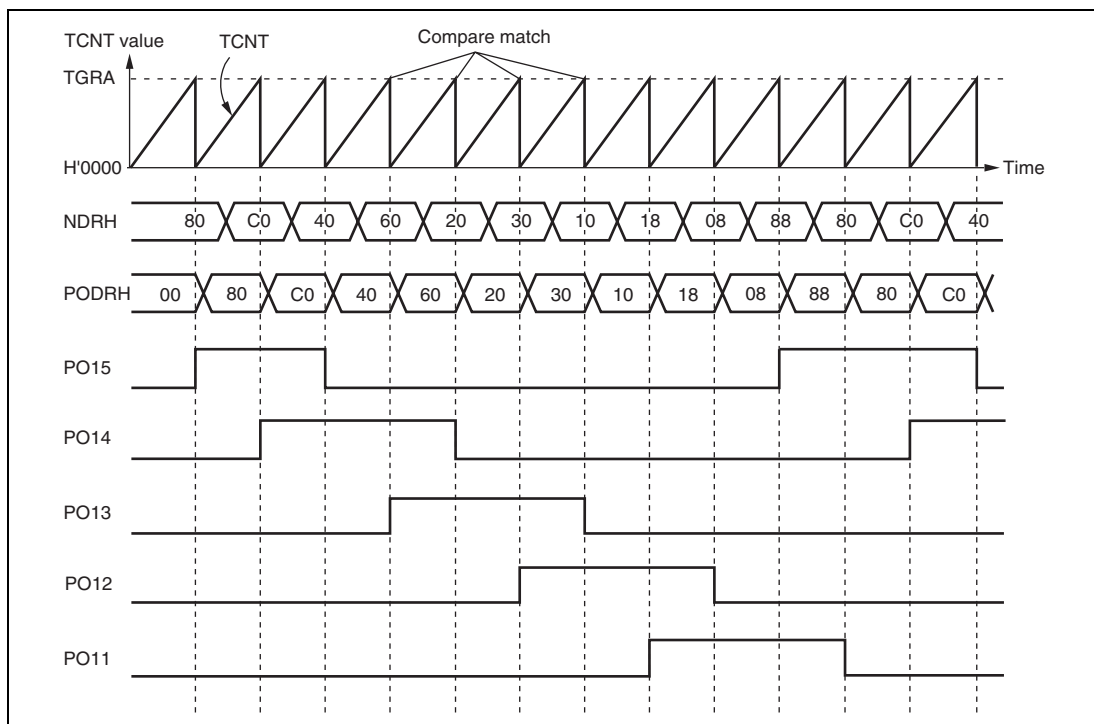 TCNT value TCNT Compare match
TGRA
H'0000 Time
NDRH 80 C0 40 60 20 30 10 18 08 88 80 C0 40
PODRH 00 80 C0 40 60 20 30 10 18 08 88 80 C0
PO15
PO14
PO13
PO12
PO11